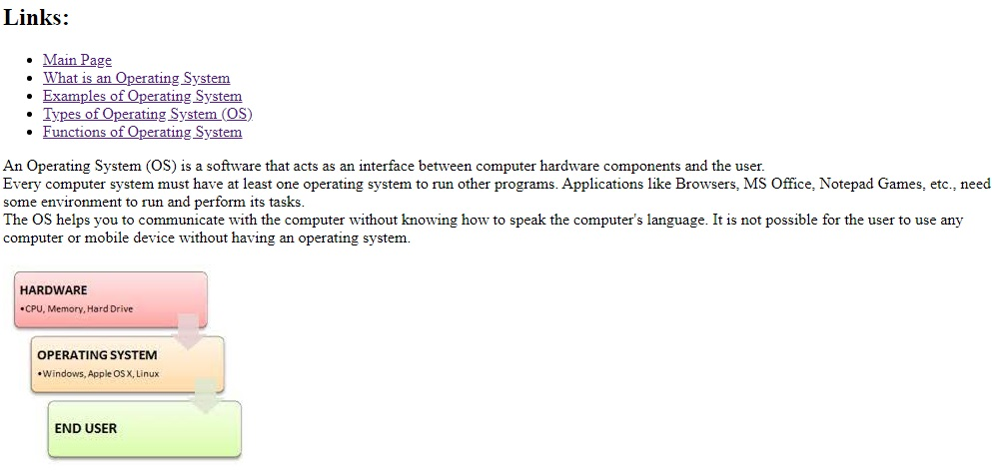 Links:
• Main Page
• What is an Operating System
• Examples of Operating System
• Types of Operating System (OS)
• Functions of Operating System
An Operating System (OS) is a software that acts as an interface between computer hardware components and the user.
Every computer system must have at least one operating system to run other programs. Applications like Browsers, MS Office, Notepad Games, etc., need
some environment to run and perform its tasks.
The OS helps you to communicate with the computer without knowing how to speak the computer's language. It is not possible for the user to use any
computer or mobile device without having an operating system.
HARDWARE
•CPU, Memory, Hard Drive
OPERATING SYSTEM
•Windows, Apple OS X, Linux
END USER